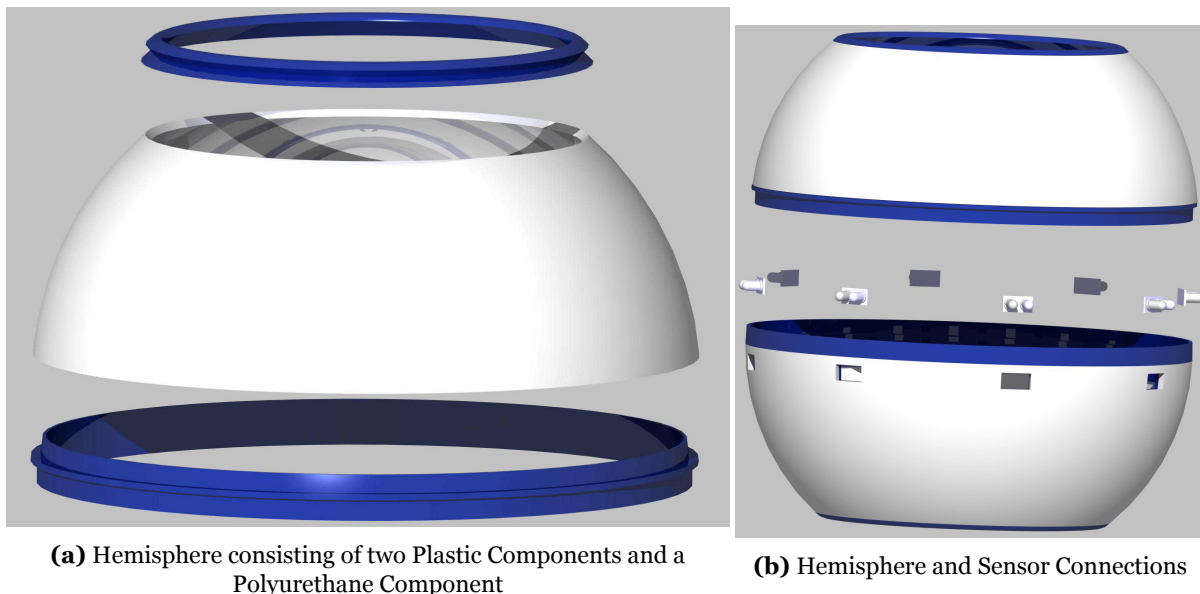 (a) Hemisphere consisting of two Plastic Components and a
Polyurethane Component
(b) Hemisphere and Sensor Connections